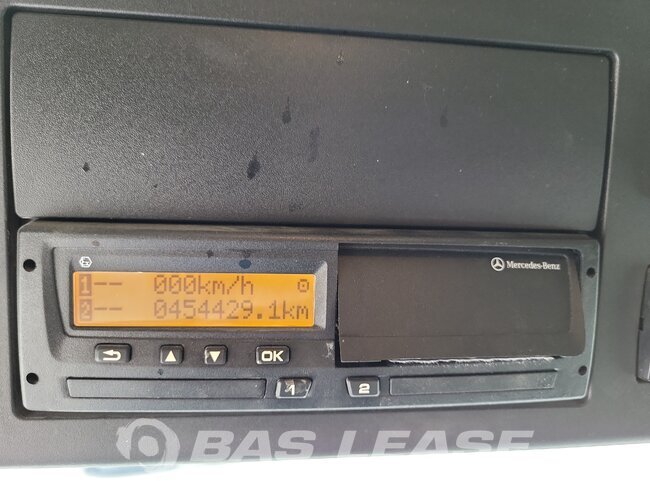 Mercedes-Benz
1-- 000km/h
2-- 0454429.1km
OK
1 2
BAS LEASE